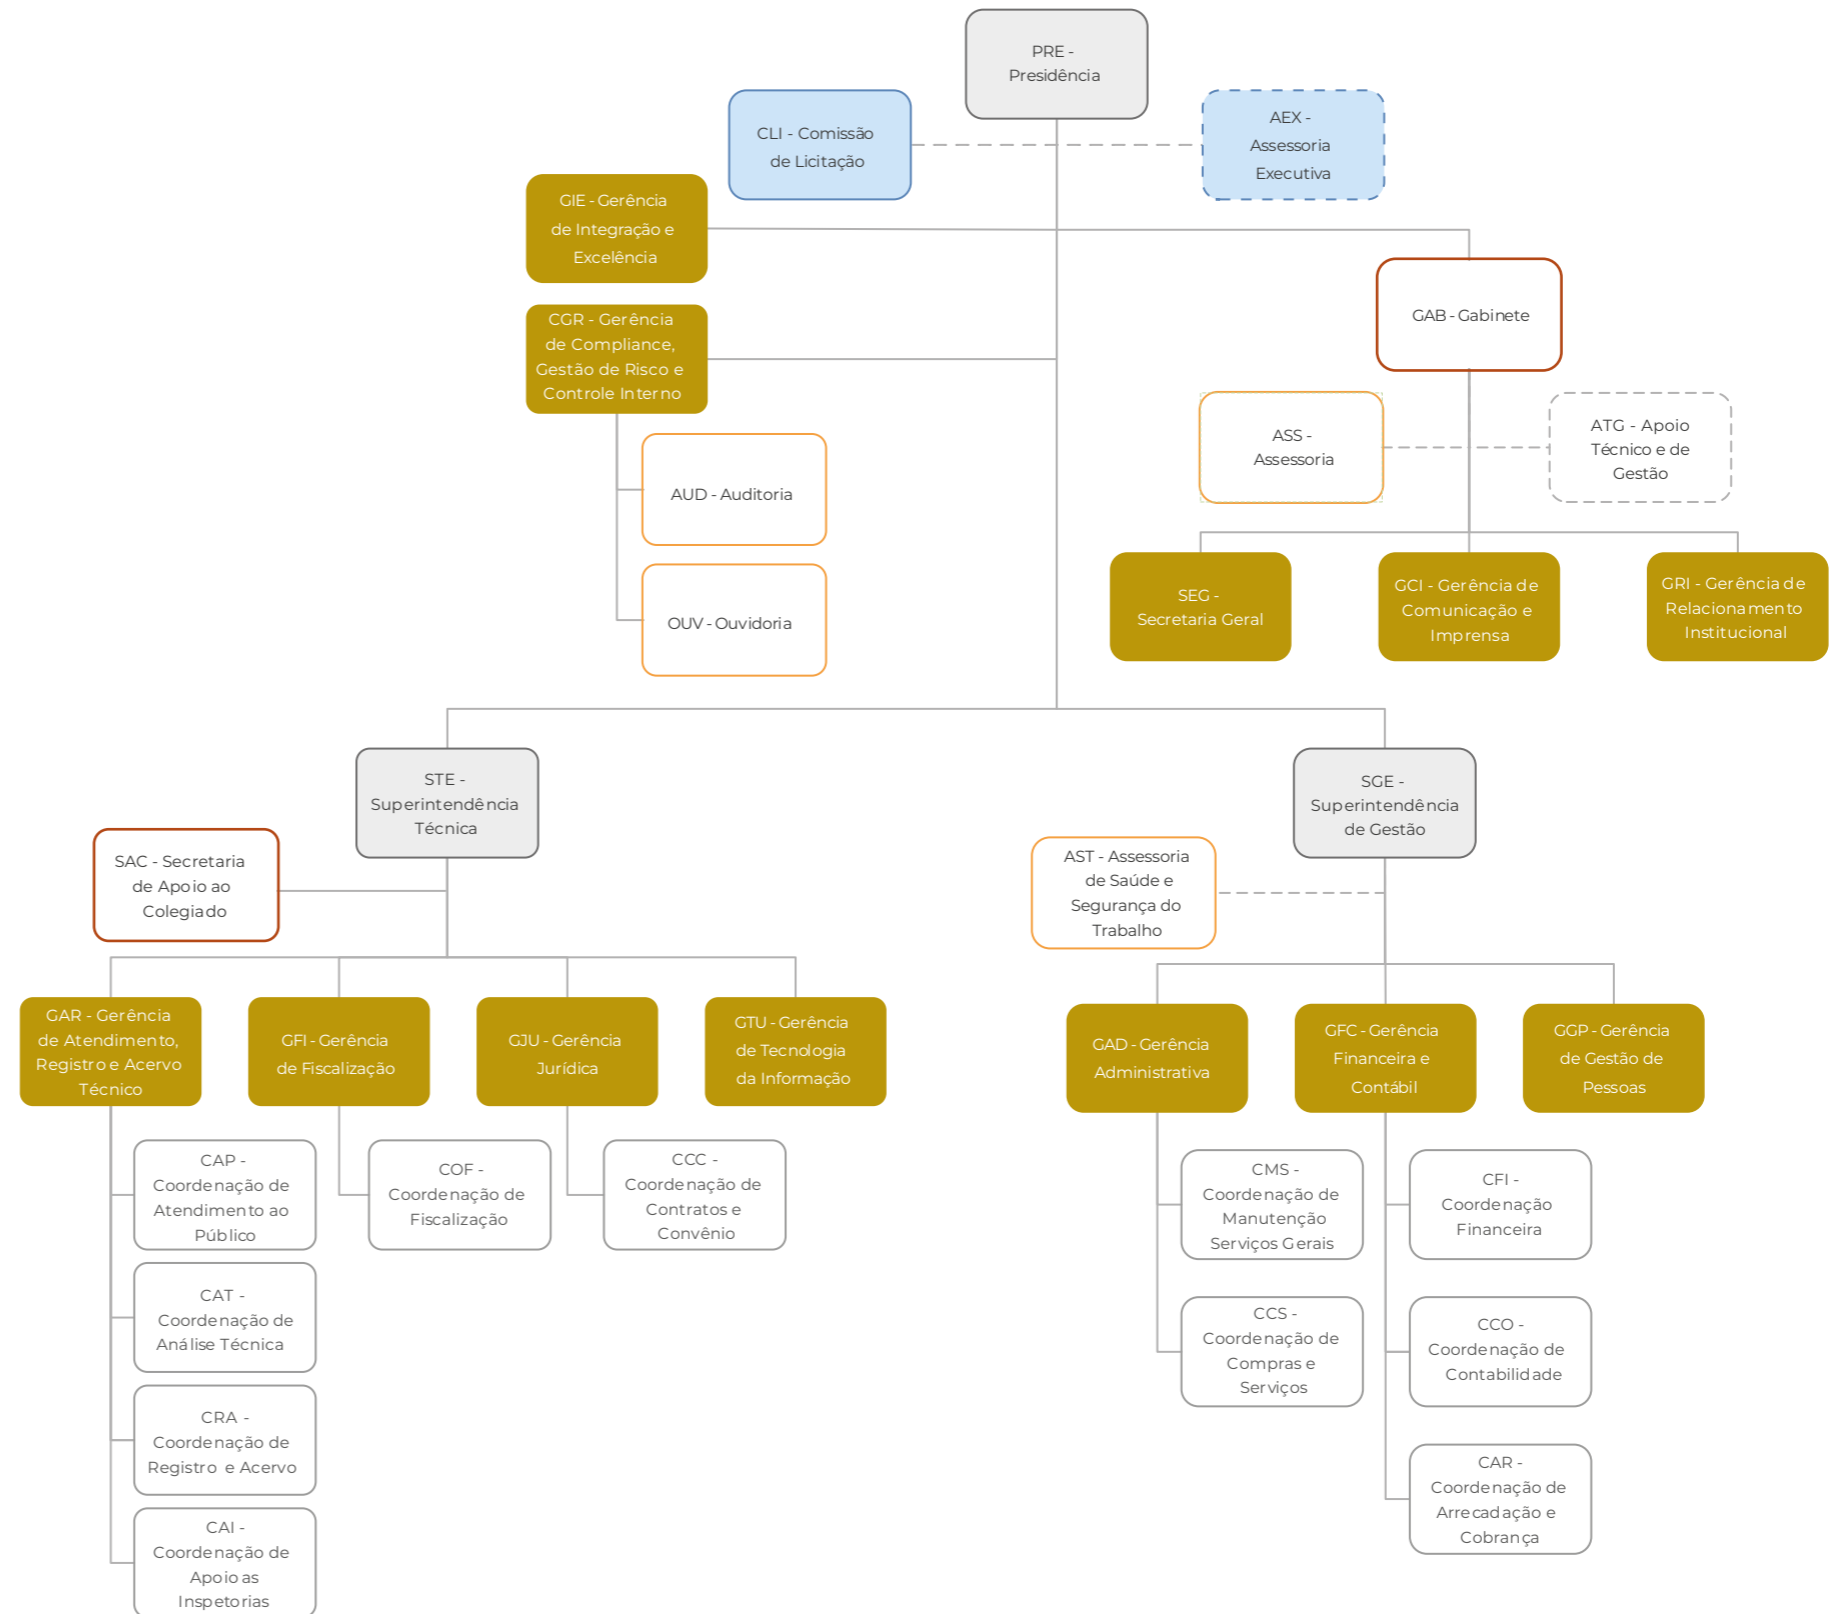 PRE -
Presidência
CLI - Comissão
de Licitação
AEX -
Assessoria
Executiva
GIE - Gerência
de Integração e
Excelência
GAB - Gabinete
CGR - Gerência
de Compliance,
Gestão de Risco e
Controle Interno
ASS -
Assessoria
ATG - Apoio
Técnico e de
Gestão
AUD - Auditoria
OUV - Ouvidoria
SEG -
Secretaria Geral
GCI - Gerência de
Comunicação e
Imprensa
GRI - Gerência de
Relacionamento
Institucional
STE -
Superintendência
Técnica
SGE -
Superintendência
de Gestão
SAC - Secretaria
de Apoio ao
Colegiado
AST - Assessoria
de Saúde e
Segurança do
Trabalho
GAR - Gerência
de Atendimento,
Registro e Acervo
Técnico
GFI - Gerência
de Fiscalização
GJU - Gerência
Jurídica
GTU - Gerência
de Tecnologia
da Informação
GAD - Gerência
Administrativa
GFC - Gerência
Financeira e
Contábil
GGP - Gerência
de Gestão de
Pessoas
CAP -
Coordenação de
Atendimento ao
Público
COF -
Coordenação de
Fiscalização
CCC -
Coordenação de
Contratos e
Convênio
CMS -
Coordenação de
Manutenção
Serviços Gerais
CFI -
Coordenação
Financeira
CAT -
Coordenação de
Análise Técnica
CCS -
Coordenação de
Compras e
Serviços
CCO -
Coordenação de
Contabilidade
CRA -
Coordenação de
Registro e Acervo
CAR -
Coordenação de
Arrecadação e
Cobrança
CAI -
Coordenação de
Apoio as
Inspetorias